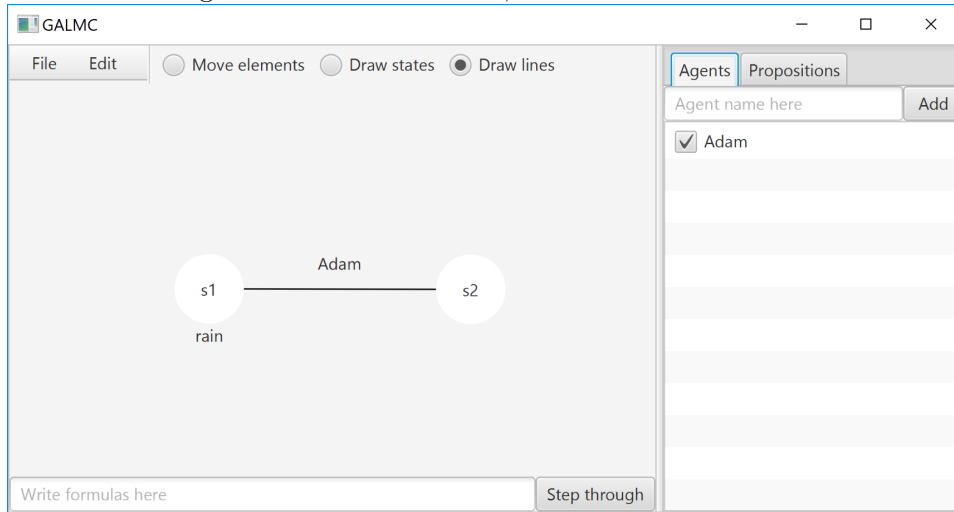 GALMC
File Edit Move elements Draw states Draw lines
Agents Propositions
Agent name here Add
Adam
Adam
s1 s2
rain
Write formulas here Step through